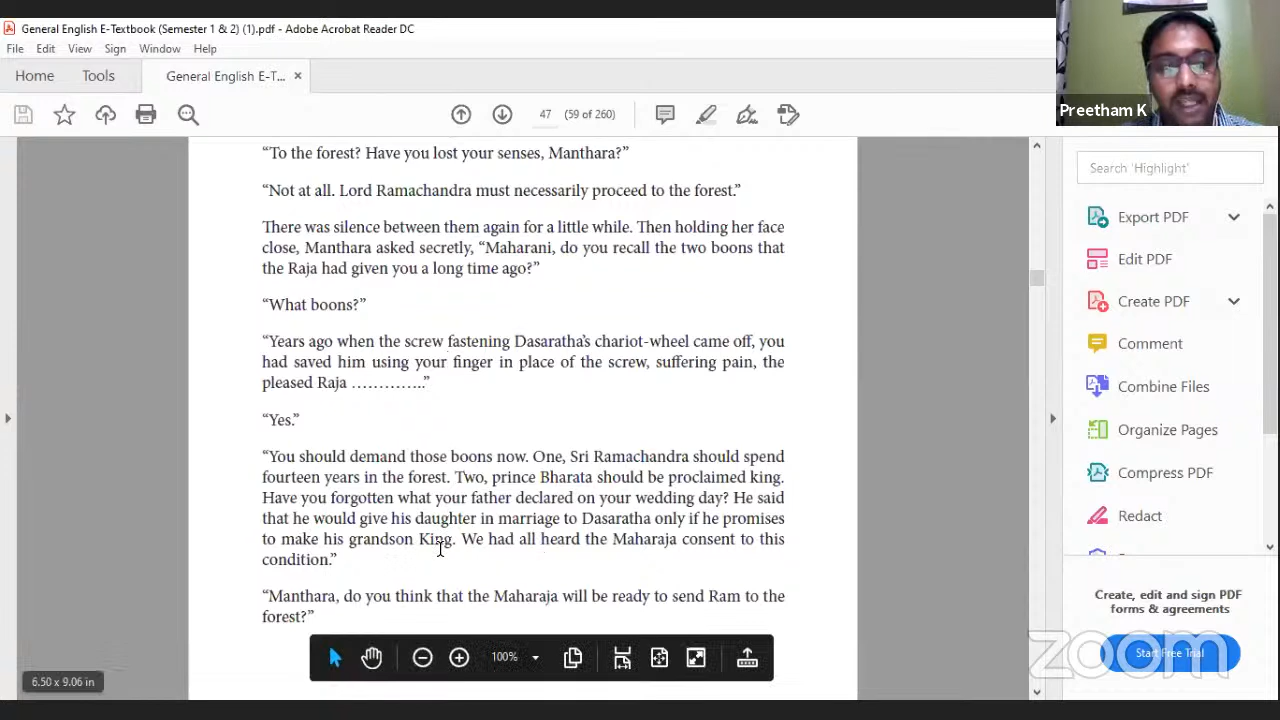 General English E-Textbook (Semester 1 & 2) (1).pdf - Adobe Acrobat Reader DC
File Edit View Sign Window Help
Home Tools General English E-T... ×
47 (59 of 260)
Preetham K
“To the forest? Have you lost your senses, Manthara?”
“Not at all. Lord Ramachandra must necessarily proceed to the forest.”
There was silence between them again for a little while. Then holding her face
close, Manthara asked secretly, “Maharani, do you recall the two boons that
the Raja had given you a long time ago?”
“What boons?”
“Years ago when the screw fastening Dasaratha’s chariot-wheel came off, you
had saved him using your finger in place of the screw, suffering pain, the
pleased Raja …………..”
“Yes.”
“You should demand those boons now. One, Sri Ramachandra should spend
fourteen years in the forest. Two, prince Bharata should be proclaimed king.
Have you forgotten what your father declared on your wedding day? He said
that he would give his daughter in marriage to Dasaratha only if he promises
to make his grandson King. We had all heard the Maharaja consent to this
condition.”
“Manthara, do you think that the Maharaja will be ready to send Ram to the
forest?”
100%
6.50 x 9.06 in
Search 'Highlight'
Export PDF
Edit PDF
Create PDF
Comment
Combine Files
Organize Pages
Compress PDF
Redact
Create, edit and sign PDF
forms & agreements
Start Free Trial
zoom